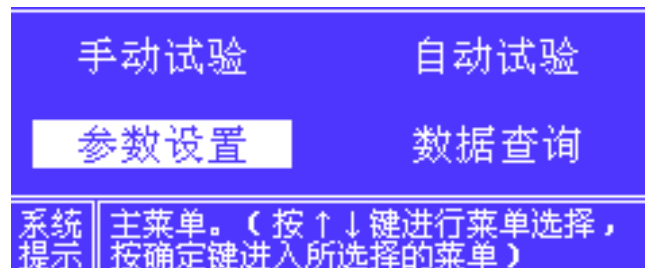 手动试验 自动试验
参数设置 数据查询
系统提示
主菜单。(按↑↓键进行菜单选择，
按确定键进入所选择的菜单)